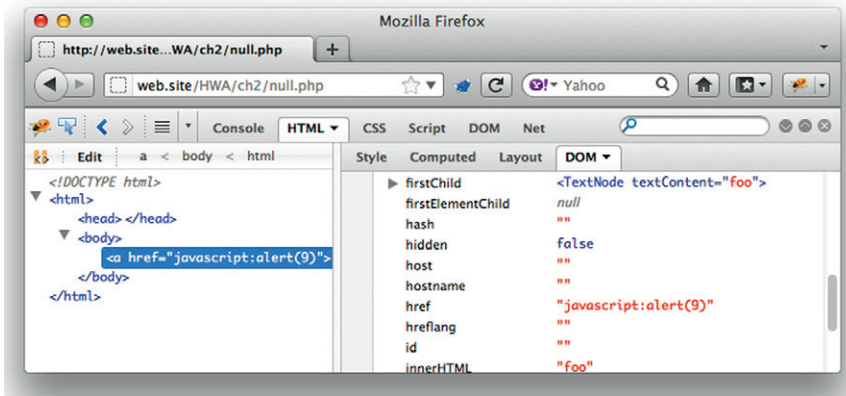 Mozilla Firefox
http://web.site...WA/ch2/null.php +
web.site/HWA/ch2/null.php Yahoo
Console HTML CSS Script DOM Net
Edit a < body < html Style Computed Layout DOM
<!DOCTYPE html>
<html>
<head> </head>
<body>
<a href="javascript:alert(9)">
</body>
</html>
firstChild <TextNode textContent="foo">
firstElementChild null
hash ""
hidden false
host ""
hostname ""
href "javascript:alert(9)"
hreflang ""
id ""
innerHTML "foo"